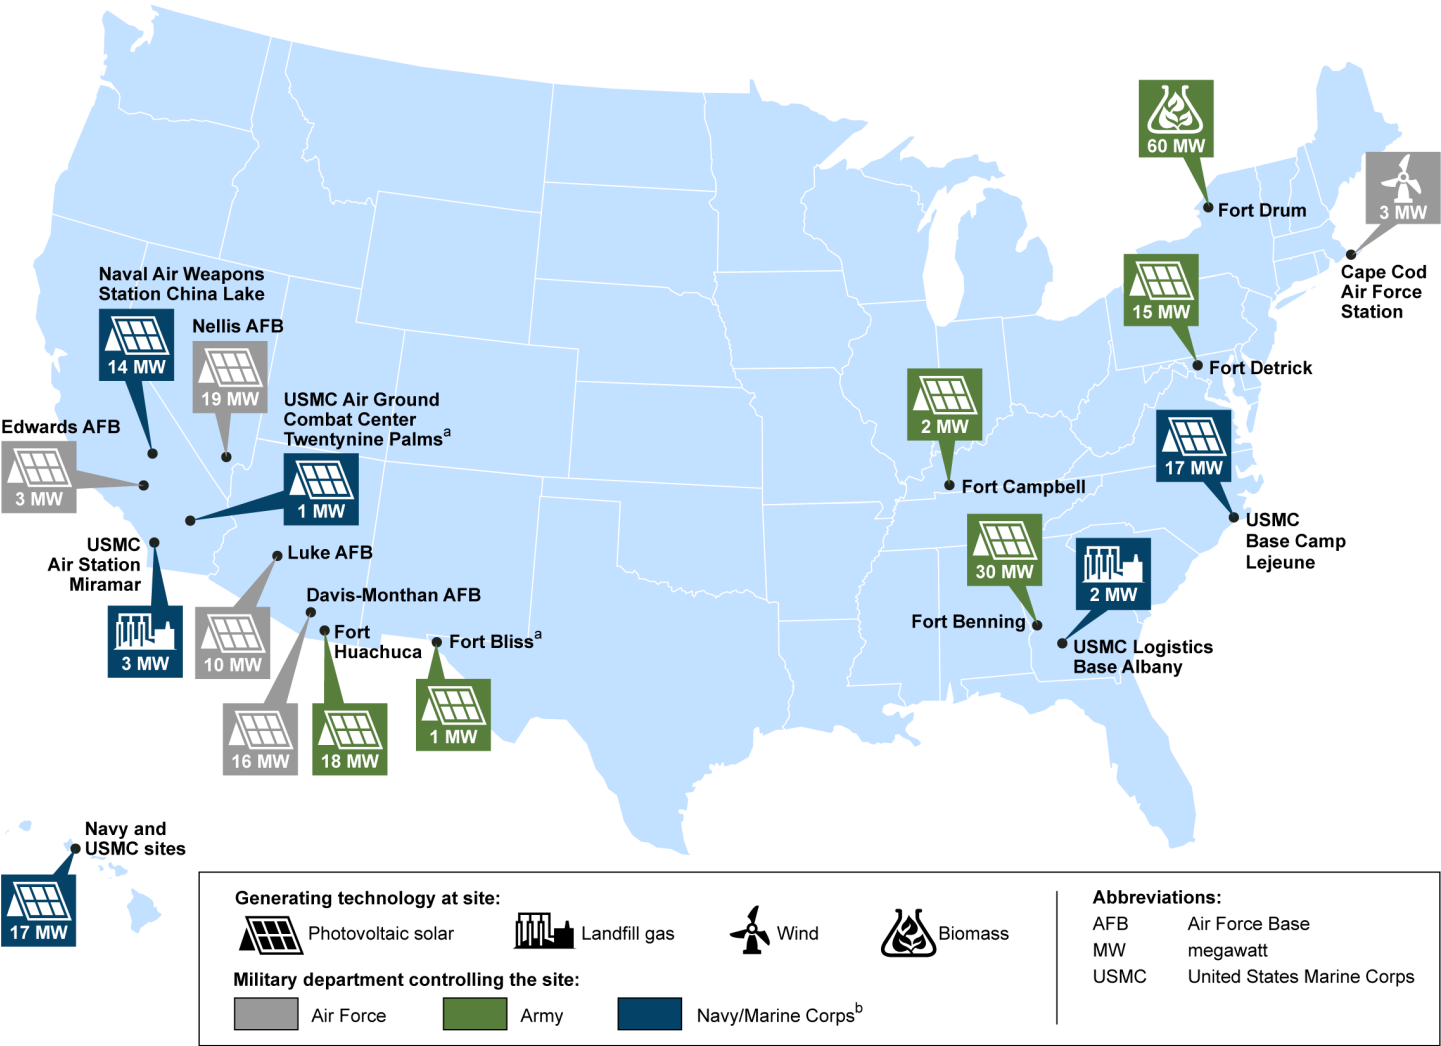 60 MW
Fort Drum
3 MW
Cape Cod
Air Force
Station
Naval Air Weapons
Station China Lake
14 MW
Nellis AFB
19 MW
15 MW
Fort Detrick
USMC Air Ground
Combat Center
Twentynine Palmsa
1 MW
Edwards AFB
3 MW
2 MW
Fort Campbell
17 MW
USMC
Base Camp
Lejeune
USMC
Air Station
Miramar
3 MW
Luke AFB
10 MW
30 MW
Fort Benning
2 MW
USMC Logistics
Base Albany
Davis-Monthan AFB
16 MW
Fort
Huachuca
18 MW
Fort Blissa
1 MW
Navy and
USMC sites
17 MW
Generating technology at site:
Photovoltaic solar
Landfill gas
Wind
Biomass
Military department controlling the site:
Air Force
Army
Navy/Marine Corpsb
Abbreviations:
AFB Air Force Base
MW megawatt
USMC United States Marine Corps